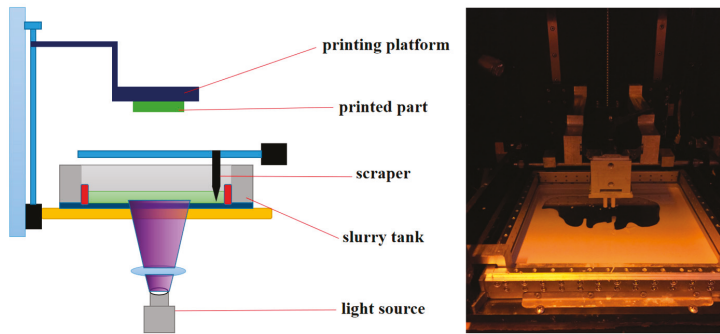 printing platform
printed part
scraper
slurry tank
light source